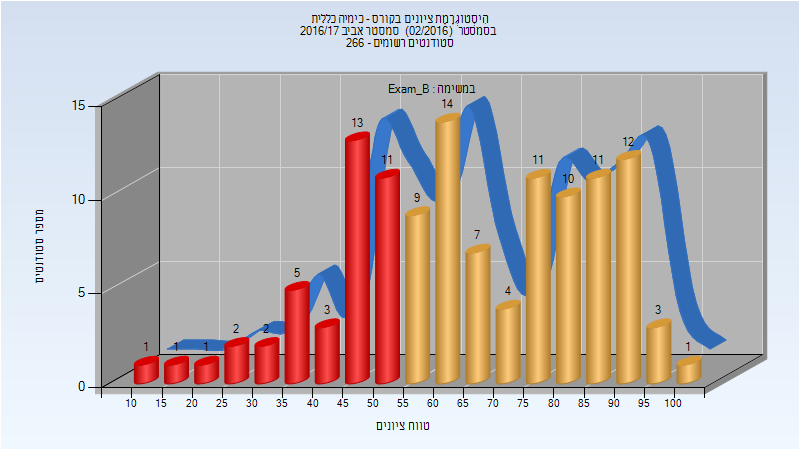 היסטוגרמת ציונים בקורס - כימיה כללית
בסמסטר (02/2016) סמסטר אביב 2016/17
סטודנטים רשומים - 266
במשימה : Exam_B
15
10
5
0
מספר סטודנטים
1 1 1 2 2 5 3 13 11 9 14 7 4 11 10 11 12 3 1
10 15 20 25 30 35 40 45 50 55 60 65 70 75 80 85 90 95 100
טווח ציונים